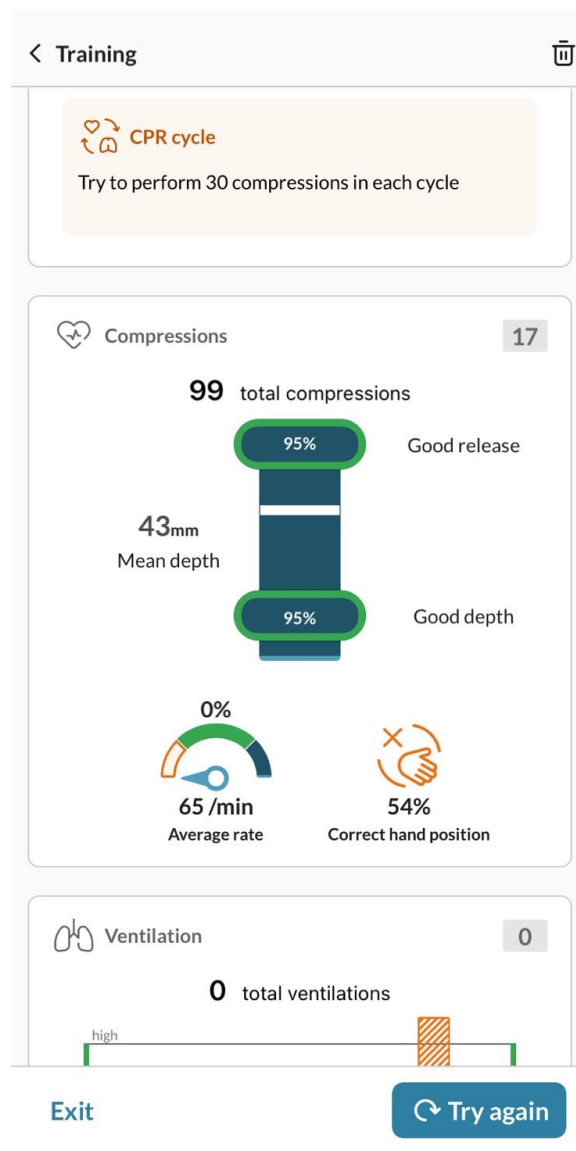 Training
CPR cycle
Try to perform 30 compressions in each cycle
Compressions 17
99 total compressions
95% Good release
43mm
Mean depth
95% Good depth
0%
65 /min 54%
Average rate Correct hand position
Ventilation 0
0 total ventilations
high
Exit Try again